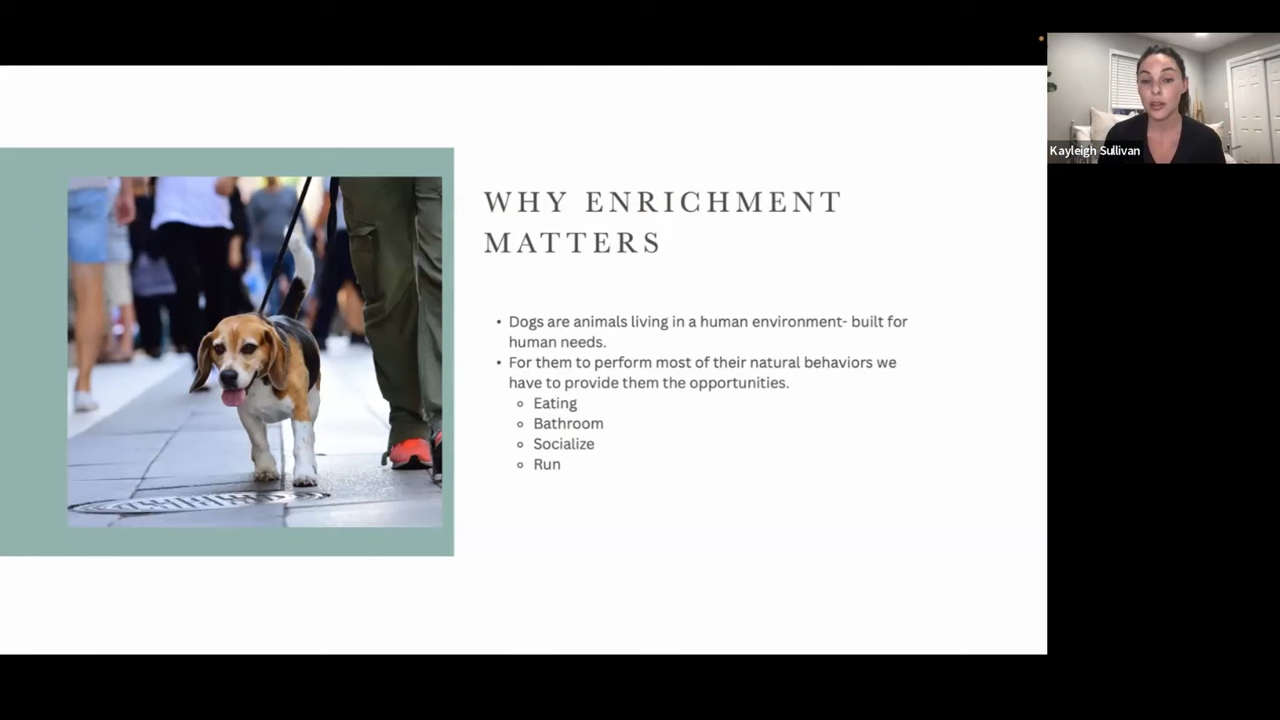 WHY ENRICHMENT
MATTERS
• Dogs are animals living in a human environment- built for
human needs.
• For them to perform most of their natural behaviors we
have to provide them the opportunities.
◦ Eating
◦ Bathroom
◦ Socialize
◦ Run
Kayleigh Sullivan